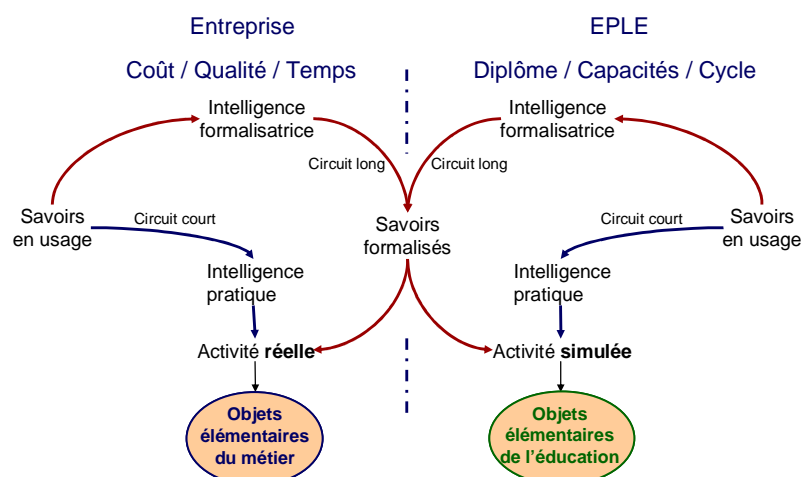 Entreprise
EPLE
Coût / Qualité / Temps
Diplôme / Capacités / Cycle
Intelligence
formalisatrice
Intelligence
formalisatrice
Circuit long
Circuit long
Savoirs
en usage
Circuit court
Savoirs
formalisés
Circuit court
Savoirs
en usage
Intelligence
pratique
Intelligence
pratique
Activité réelle
Activité simulée
Objets
élémentaires
du métier
Objets
élémentaires
de l’éducation